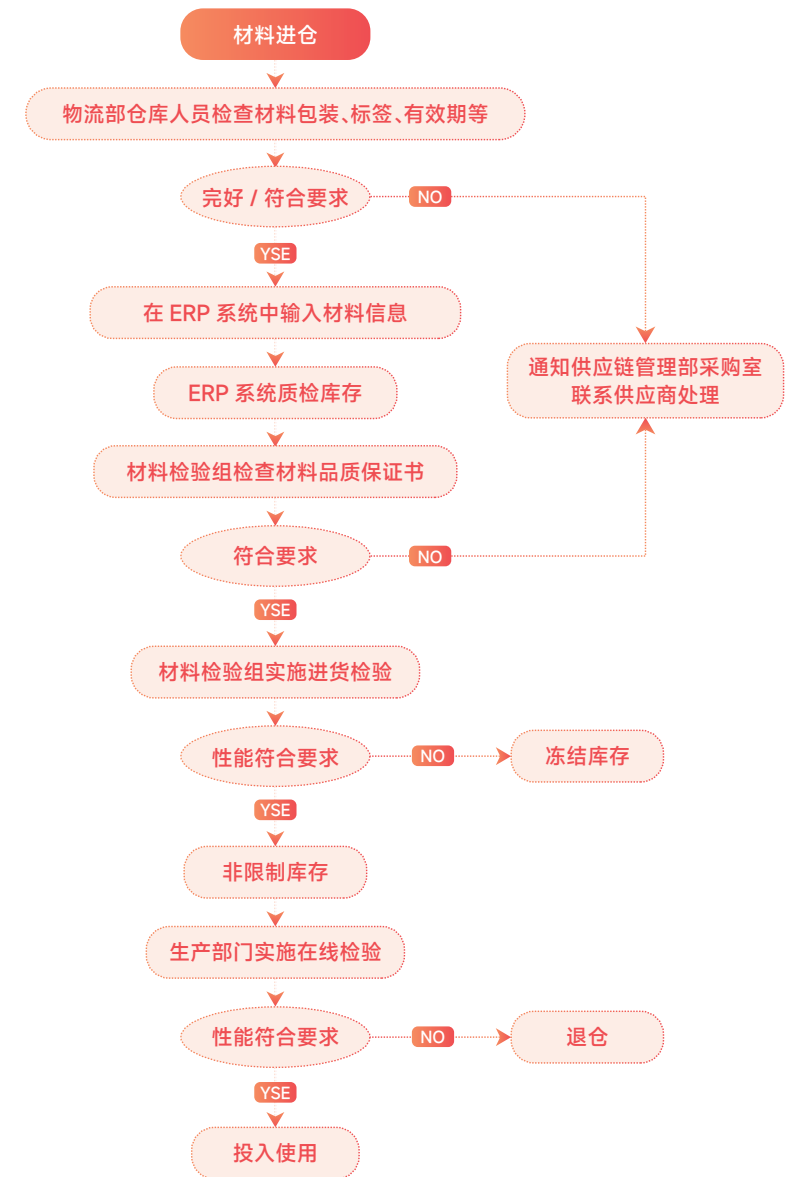 材料进仓
物流部仓库人员检查材料包装、标签、有效期等
完好 / 符合要求
NO
YSE
在 ERP 系统中输入材料信息
通知供应链管理部采购室
联系供应商处理
ERP 系统质检库存
材料检验组检查材料品质保证书
符合要求
NO
YSE
材料检验组实施进货检验
性能符合要求
NO
冻结库存
YSE
非限制库存
生产部门实施在线检验
性能符合要求
NO
退仓
YSE
投入使用